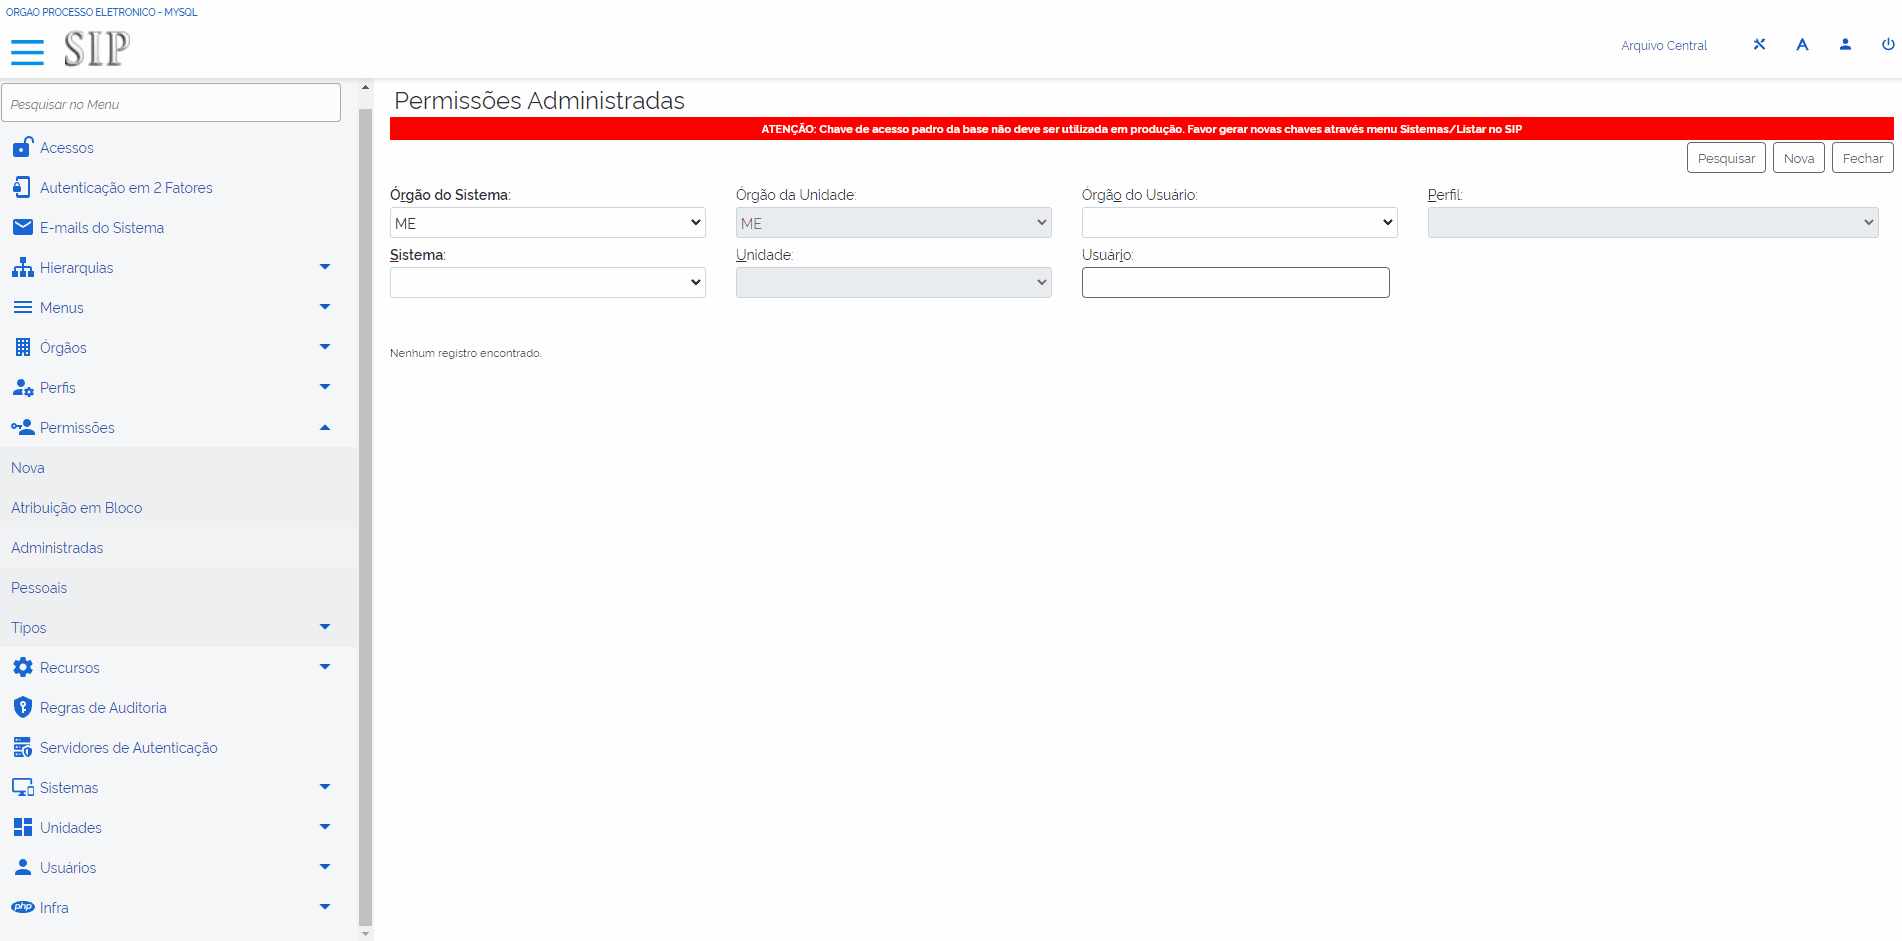 ORGAO PROCESSO ELETRONICO - MYSQL
SIP
Arquivo Central
Pesquisar no Menu
Acessos
Autenticação em 2 Fatores
E-mails do Sistema
Hierarquias
Menus
Órgãos
Perfis
Permissões
Nova
Atribuição em Bloco
Administradas
Pessoais
Tipos
Recursos
Regras de Auditoria
Servidores de Autenticação
Sistemas
Unidades
Usuários
php Infra
Permissões Administradas
ATENÇÃO: Chave de acesso padro da base não deve ser utilizada em produção. Favor gerar novas chaves através menu Sistemas/Listar no SIP
Pesquisar Nova Fechar
Órgão do Sistema: Órgão da Unidade: Órgão do Usuário: Perfil:
ME ME
Sistema: Unidade: Usuário:
Nenhum registro encontrado.